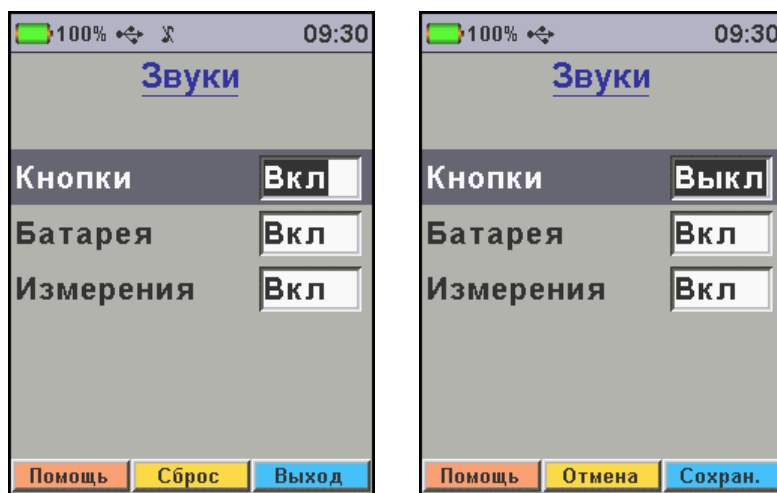 100% 09:30
Звуки
Кнопки Вкл
Батарея Вкл
Измерения Вкл
Помощь Сброс Выход
100% 09:30
Звуки
Кнопки Выкл
Батарея Вкл
Измерения Вкл
Помощь Отмена Сохран.